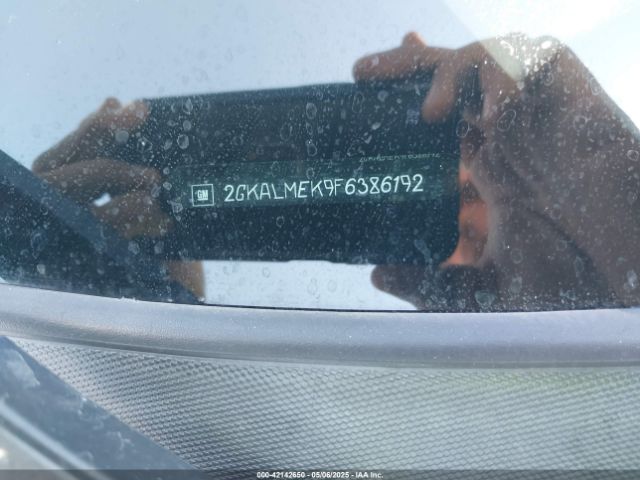 GM 2GKALMEK9F6386192
000-42142650 - 05/06/2025 - IAA Inc.